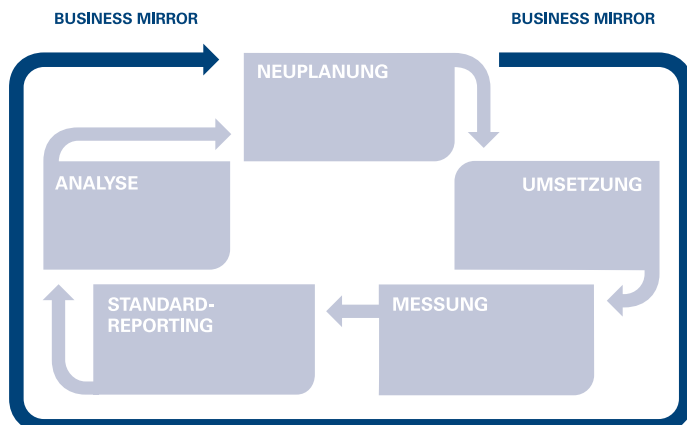 BUSINESS MIRROR
BUSINESS MIRROR
NEUPLANUNG
ANALYSE
UMSETZUNG
STANDARD-
REPORTING
MESSUNG